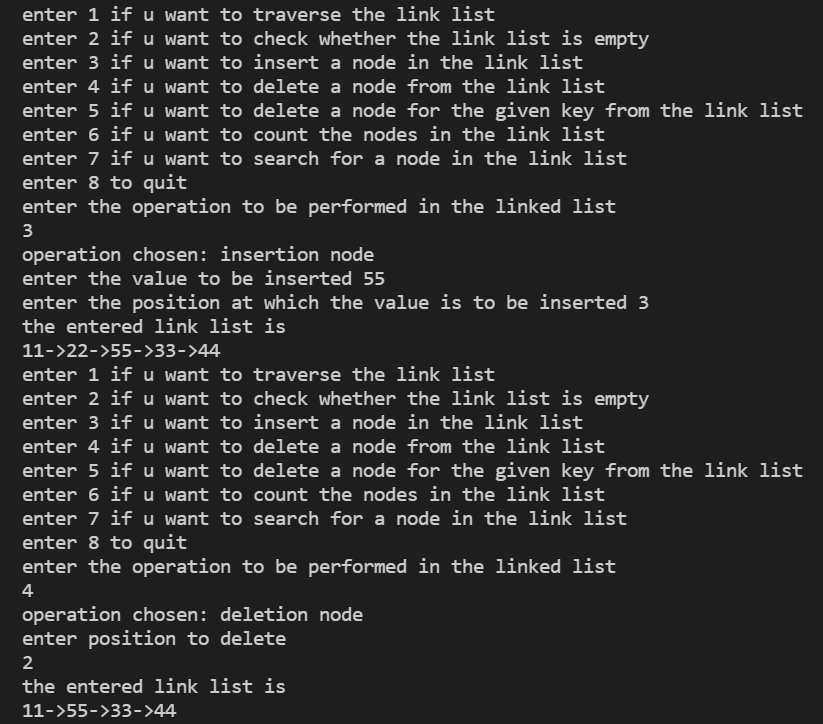 enter 1 if u want to traverse the link list
enter 2 if u want to check whether the link list is empty
enter 3 if u want to insert a node in the link list
enter 4 if u want to delete a node from the link list
enter 5 if u want to delete a node for the given key from the link list
enter 6 if u want to count the nodes in the link list
enter 7 if u want to search for a node in the link list
enter 8 to quit
enter the operation to be performed in the linked list
3
operation chosen: insertion node
enter the value to be inserted 55
enter the position at which the value is to be inserted 3
the entered link list is
11->22->55->33->44
enter 1 if u want to traverse the link list
enter 2 if u want to check whether the link list is empty
enter 3 if u want to insert a node in the link list
enter 4 if u want to delete a node from the link list
enter 5 if u want to delete a node for the given key from the link list
enter 6 if u want to count the nodes in the link list
enter 7 if u want to search for a node in the link list
enter 8 to quit
enter the operation to be performed in the linked list
4
operation chosen: deletion node
enter position to delete
2
the entered link list is
11->55->33->44